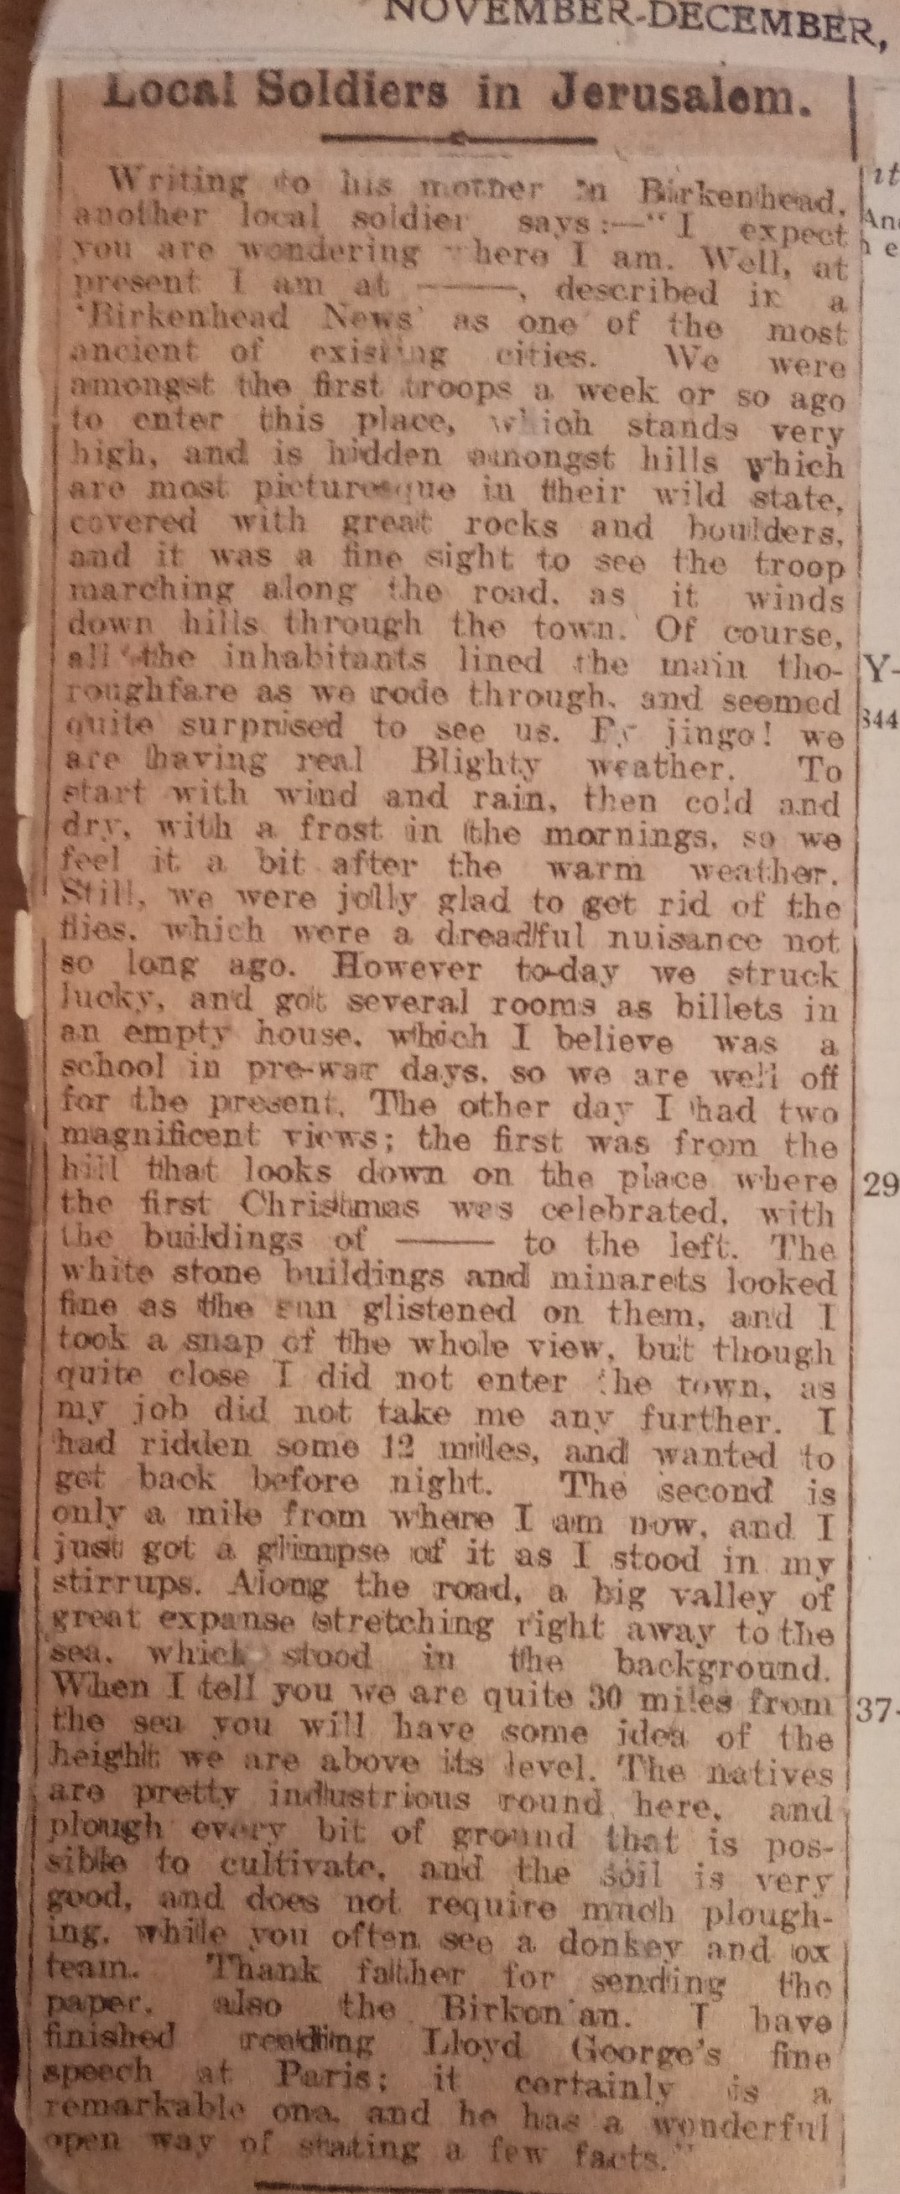 NOVEMBER-DECEMBER,
Local Soldiers in Jerusalem.
Writing to his mother in Birkenhead,
another local soldier says:—"I expect
you are wondering where I am. Well, at
present I am at ———, described in a
'Birkenhead News' as one of the most
ancient of existing cities. We were
amongst the first troops a week or so ago
to enter this place, which stands very
high, and is hidden amongst hills which
are most picturesque in their wild state,
covered with great rocks and boulders,
and it was a fine sight to see the troop
marching along the road, as it winds
down hills through the town. Of course,
all the inhabitants lined the main tho-
roughfare as we rode through, and seemed
quite surprised to see us. By jingo! we
are having real Blighty weather. To
start with wind and rain, then cold and
dry, with a frost in the mornings, so we
feel it a bit after the warm weather.
Still, we were jolly glad to get rid of the
flies, which were a dreadful nuisance not
so long ago. However to-day we struck
lucky, and got several rooms as billets in
an empty house, which I believe was a
school in pre-war days, so we are well off
for the present. The other day I had two
magnificent views; the first was from the
hill that looks down on the place where
the first Christmas was celebrated, with
the buildings of ——— to the left. The
white stone buildings and minarets looked
fine as the sun glistened on them, and I
took a snap of the whole view, but though
quite close I did not enter the town, as
my job did not take me any further. I
had ridden some 12 miles, and wanted to
get back before night. The second is
only a mile from where I am now, and I
just got a glimpse of it as I stood in my
stirrups. Along the road, a big valley of
great expanse stretching right away to the
sea, which stood in the background.
When I tell you we are quite 30 miles from
the sea you will have some idea of the
height we are above its level. The natives
are pretty industrious round here, and
plough every bit of ground that is pos-
sible to cultivate, and the soil is very
good, and does not require much plough-
ing, while you often see a donkey and ox
team. Thank father for sending the
paper, also the Birkonian. I have
finished reading Lloyd George's fine
speech at Paris; it certainly is a
remarkable one, and he has a wonderful
open way of stating a few facts."
it
Y-
344
29
37-